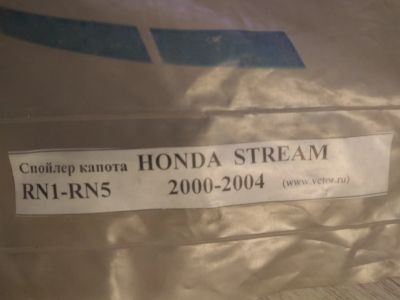 Спойлер капота HONDA STREAM
RN1-RN5 2000-2004 (www.vetor.ru)